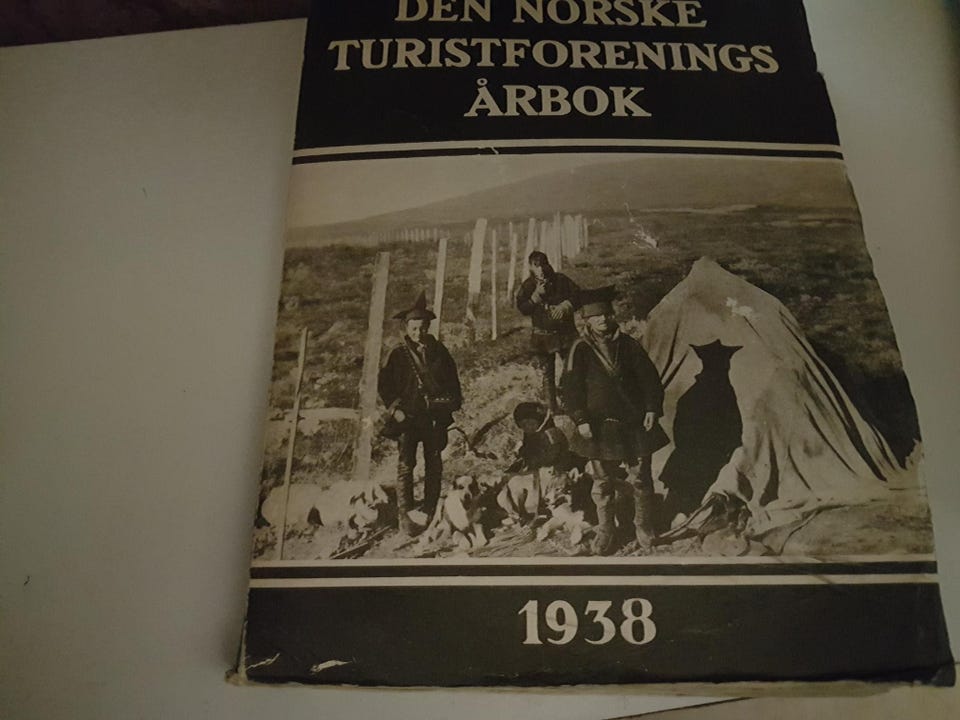 DEN NORSKE
TURISTFORENINGS
ÅRBOK
1938